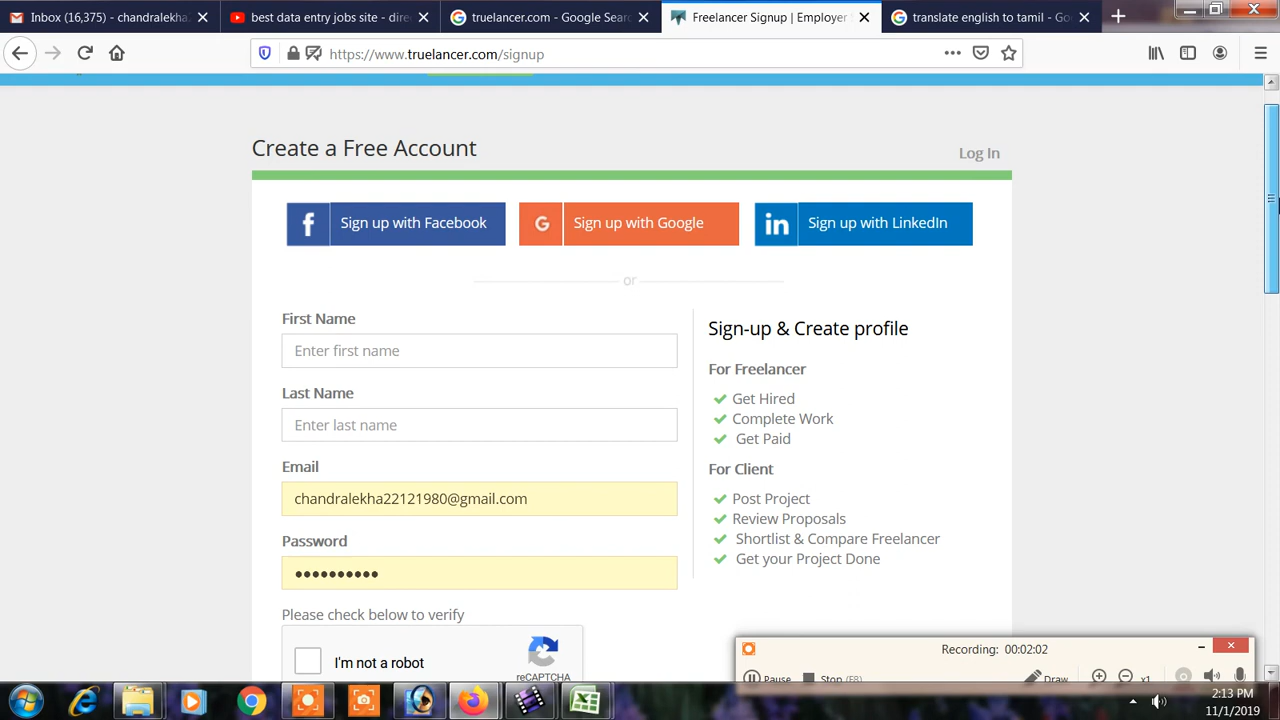 Inbox (16,375) - chandralekha.
best data entry jobs site - dire
truelancer.com - Google Sear
Freelancer Signup | Employer
translate english to tamil - Go
https://www.truelancer.com/signup
Create a Free Account
Log In
Sign up with Facebook
Sign up with Google
Sign up with LinkedIn
or
First Name
Enter first name
Last Name
Enter last name
Email
chandralekha22121980@gmail.com
Password
••••••••••
Please check below to verify
I'm not a robot
reCAPTCHA
Sign-up & Create profile
For Freelancer
Get Hired
Complete Work
Get Paid
For Client
Post Project
Review Proposals
Shortlist & Compare Freelancer
Get your Project Done
Recording: 00:02:02
Pause
Stop (F8)
Draw
x1
2:13 PM
11/1/2019